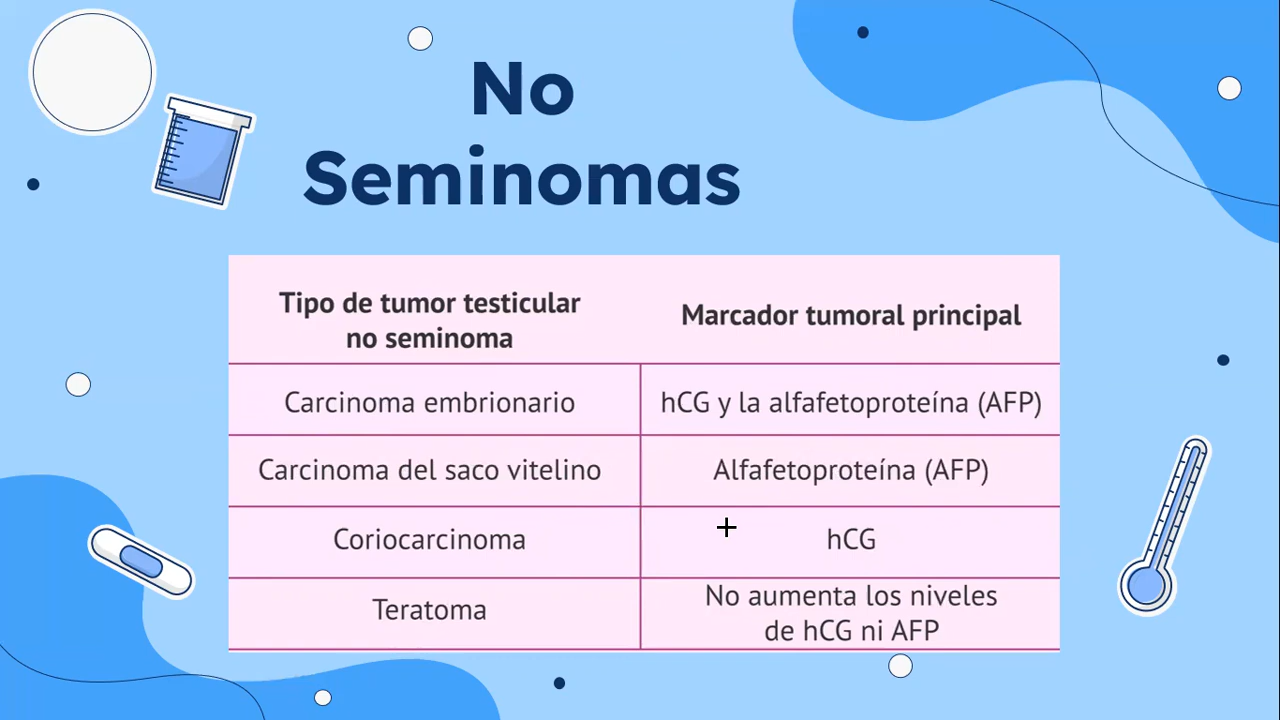 No
Seminomas
Tipo de tumor testicular
no seminoma
Marcador tumoral principal
Carcinoma embrionario
hCG y la alfafetoproteína (AFP)
Carcinoma del saco vitelino
Alfafetoproteína (AFP)
Coriocarcinoma
hCG
Teratoma
No aumenta los niveles
de hCG ni AFP